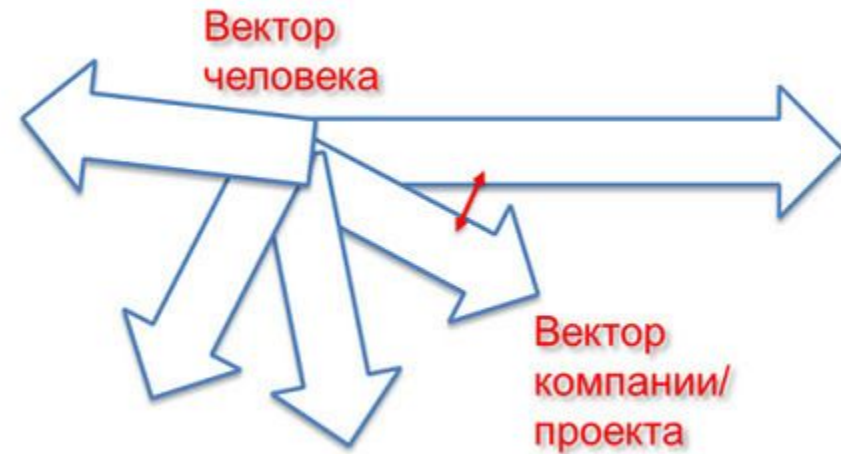 Вектор
человека
Вектор
компании/
проекта